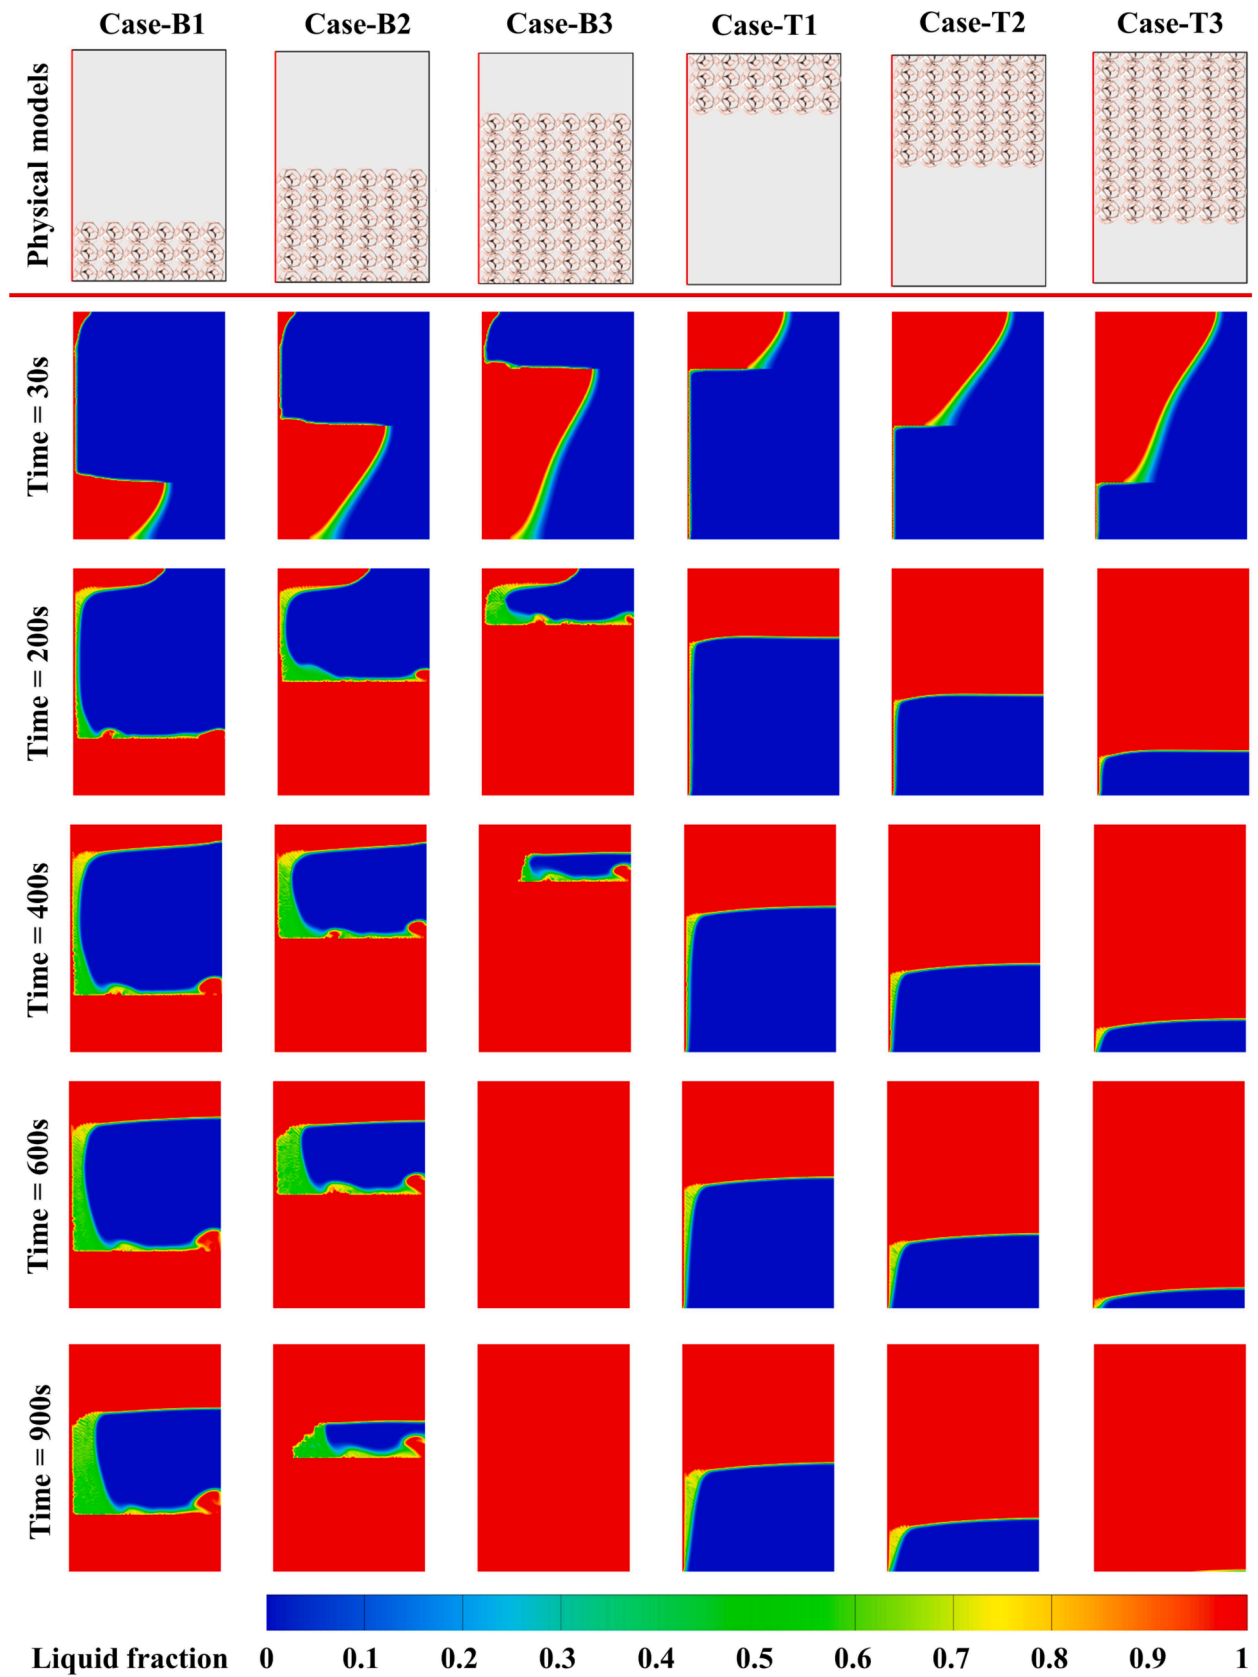 Case-B1 Case-B2 Case-B3 Case-T1 Case-T2 Case-T3
Physical models
Time = 30s
Time = 200s
Time = 400s
Time = 600s
Time = 900s
Liquid fraction 0 0.1 0.2 0.3 0.4 0.5 0.6 0.7 0.8 0.9 1